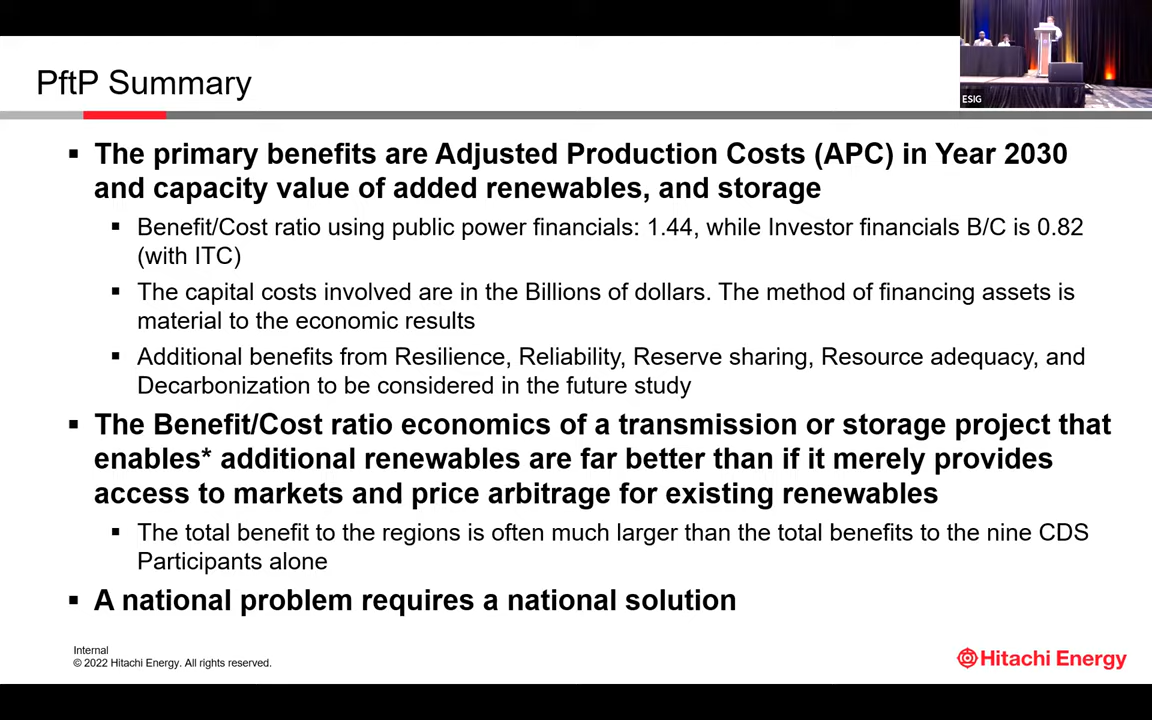 ESIG
PftP Summary
▪ The primary benefits are Adjusted Production Costs (APC) in Year 2030
and capacity value of added renewables, and storage
▪ Benefit/Cost ratio using public power financials: 1.44, while Investor financials B/C is 0.82
(with ITC)
▪ The capital costs involved are in the Billions of dollars. The method of financing assets is
material to the economic results
▪ Additional benefits from Resilience, Reliability, Reserve sharing, Resource adequacy, and
Decarbonization to be considered in the future study
▪ The Benefit/Cost ratio economics of a transmission or storage project that
enables* additional renewables are far better than if it merely provides
access to markets and price arbitrage for existing renewables
▪ The total benefit to the regions is often much larger than the total benefits to the nine CDS
Participants alone
▪ A national problem requires a national solution
Internal
© 2022 Hitachi Energy. All rights reserved.
Hitachi Energy